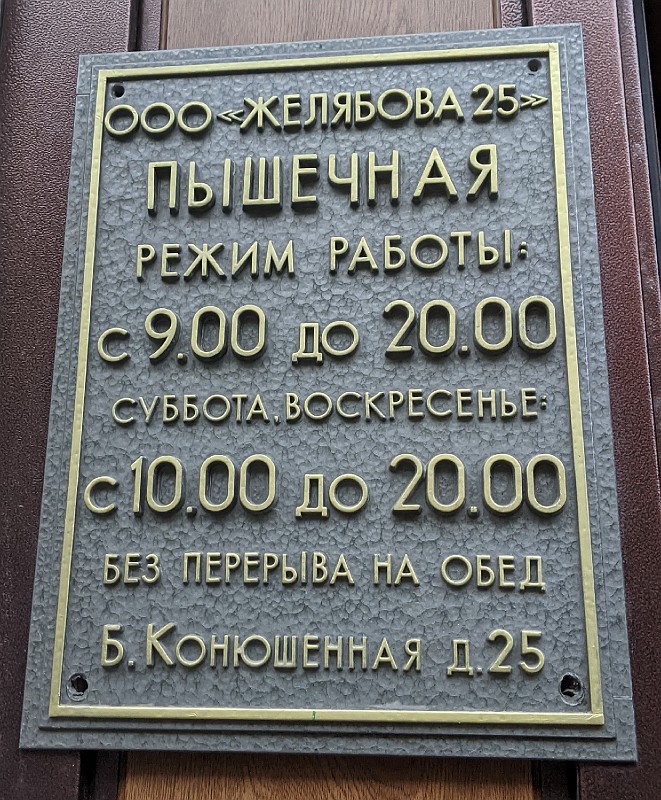 ООО «ЖЕЛЯБОВА 25»
ПЫШЕЧНАЯ
РЕЖИМ РАБОТЫ:
С 9.00 ДО 20.00
СУББОТА, ВОСКРЕСЕНЬЕ:
С 10.00 ДО 20.00
БЕЗ ПЕРЕРЫВА НА ОБЕД
Б. КОНЮШЕННАЯ Д. 25